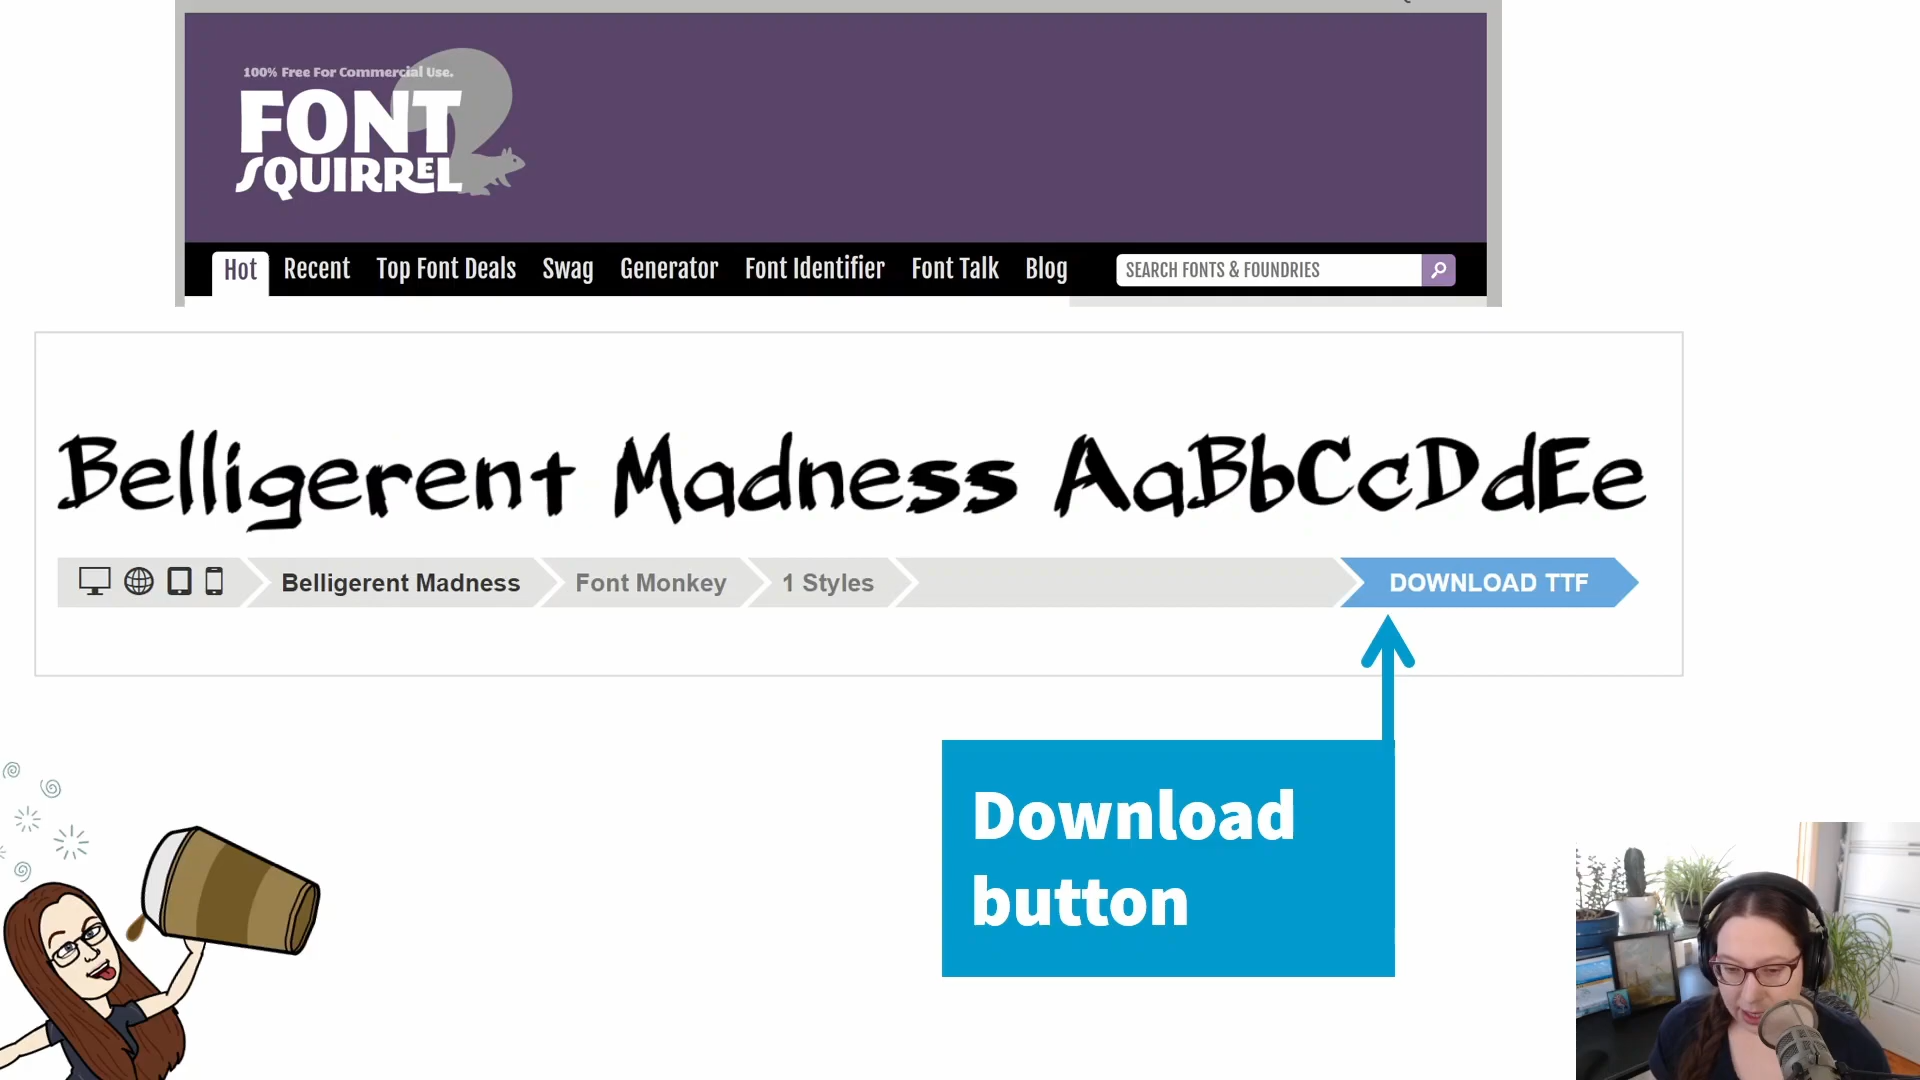 100% Free For Commercial Use.
FONT
SQUIRREL
Hot Recent Top Font Deals Swag Generator Font Identifier Font Talk Blog SEARCH FONTS & FOUNDRIES
Belligerent Madness AaBbCcDdEe
Belligerent Madness Font Monkey 1 Styles DOWNLOAD TTF
Download
button